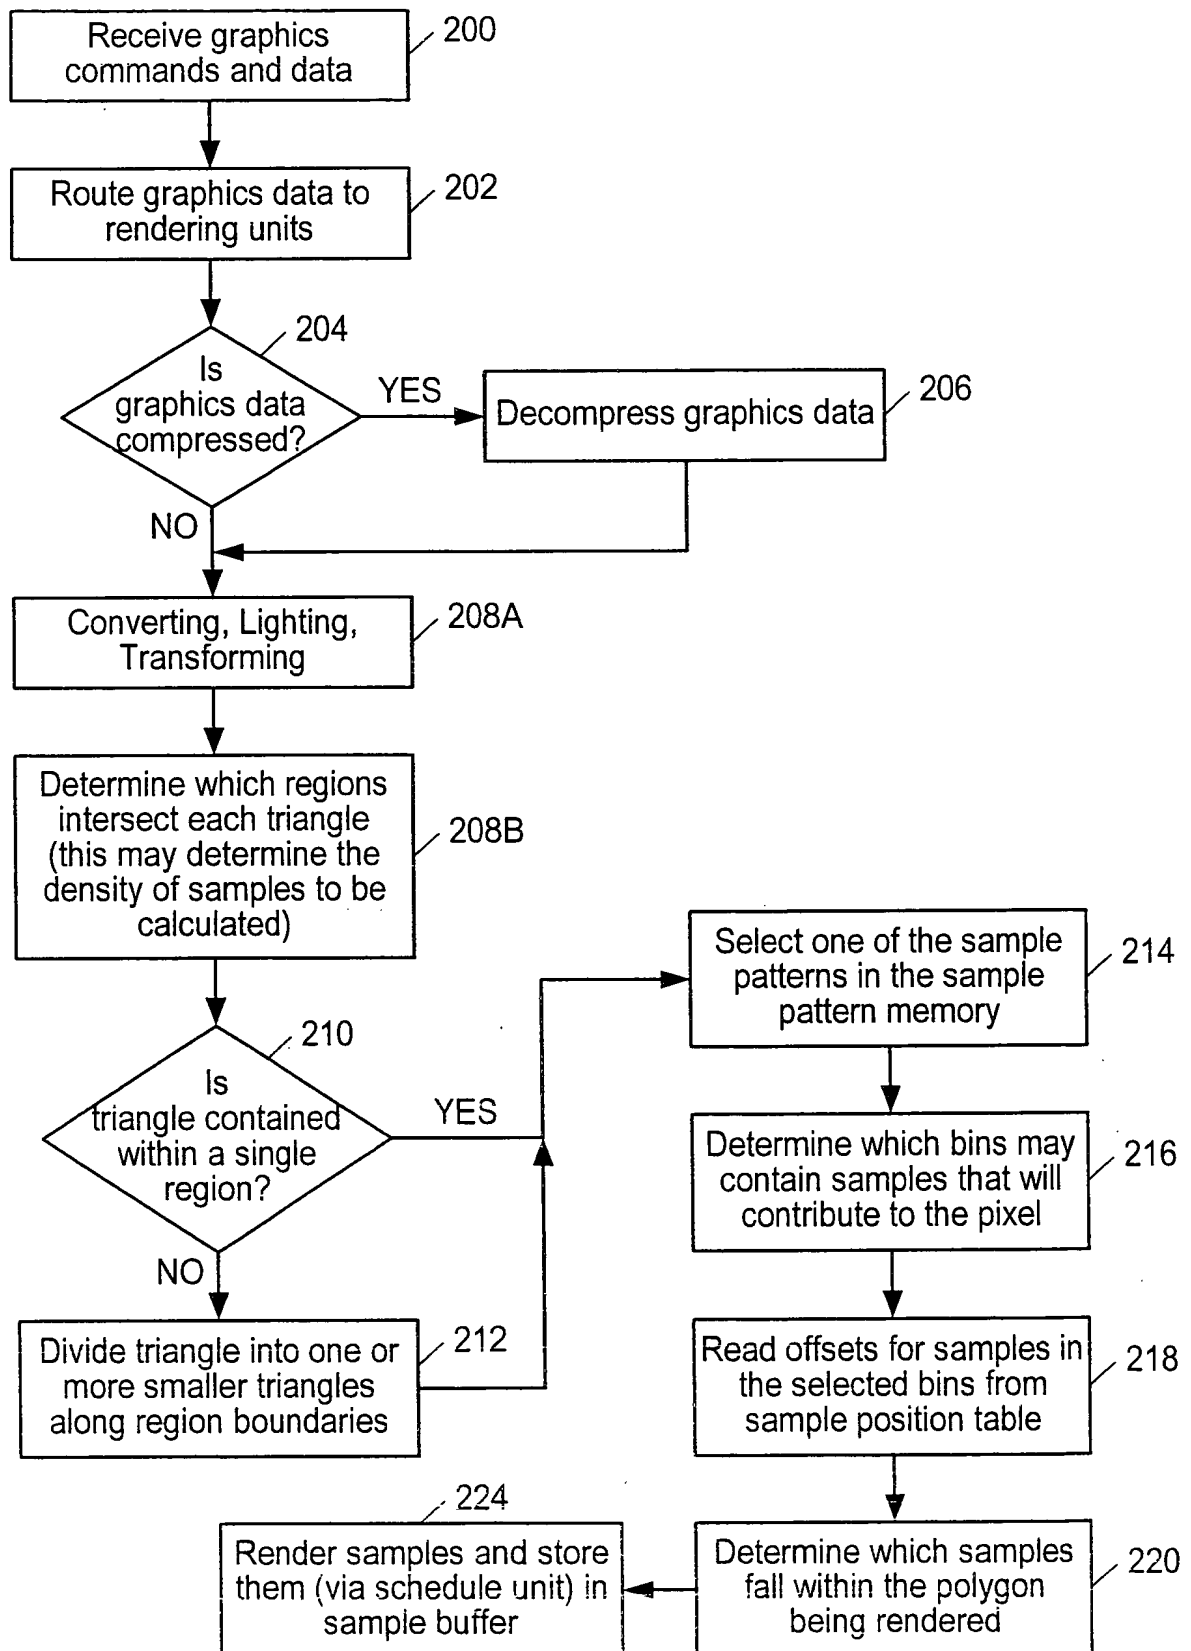 Receive graphics
commands and data
200
Route graphics data to
rendering units
202
204
Is
graphics data
compressed?
YES
Decompress graphics data
206
NO
Converting, Lighting,
Transforming
208A
Determine which regions
intersect each triangle
(this may determine the
density of samples to be
calculated)
208B
210
Is
triangle contained
within a single
region?
YES
NO
Divide triangle into one or
more smaller triangles
along region boundaries
212
Select one of the sample
patterns in the sample
pattern memory
214
Determine which bins may
contain samples that will
contribute to the pixel
216
Read offsets for samples in
the selected bins from
sample position table
218
Determine which samples
fall within the polygon
being rendered
220
224
Render samples and store
them (via schedule unit) in
sample buffer